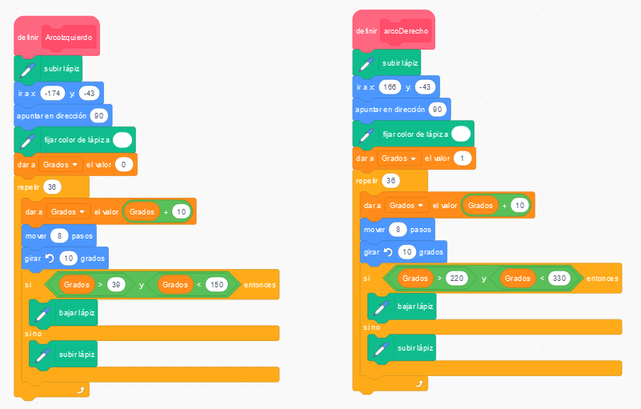 definir ArcoIzquierdo
subir lápiz
ir a x: -174 y: -43
apuntar en dirección 90
fijar color de lápiz a
dar a Grados el valor 0
repetir 36
dar a Grados el valor Grados + 10
mover 8 pasos
girar 10 grados
si Grados > 39 y Grados < 150 entonces
bajar lápiz
si no
subir lápiz
definir arcoDerecho
subir lápiz
ir a x: 166 y: -43
apuntar en dirección 90
fijar color de lápiz a
dar a Grados el valor 1
repetir 36
dar a Grados el valor Grados + 10
mover 8 pasos
girar 10 grados
si Grados > 220 y Grados < 330 entonces
bajar lápiz
si no
subir lápiz